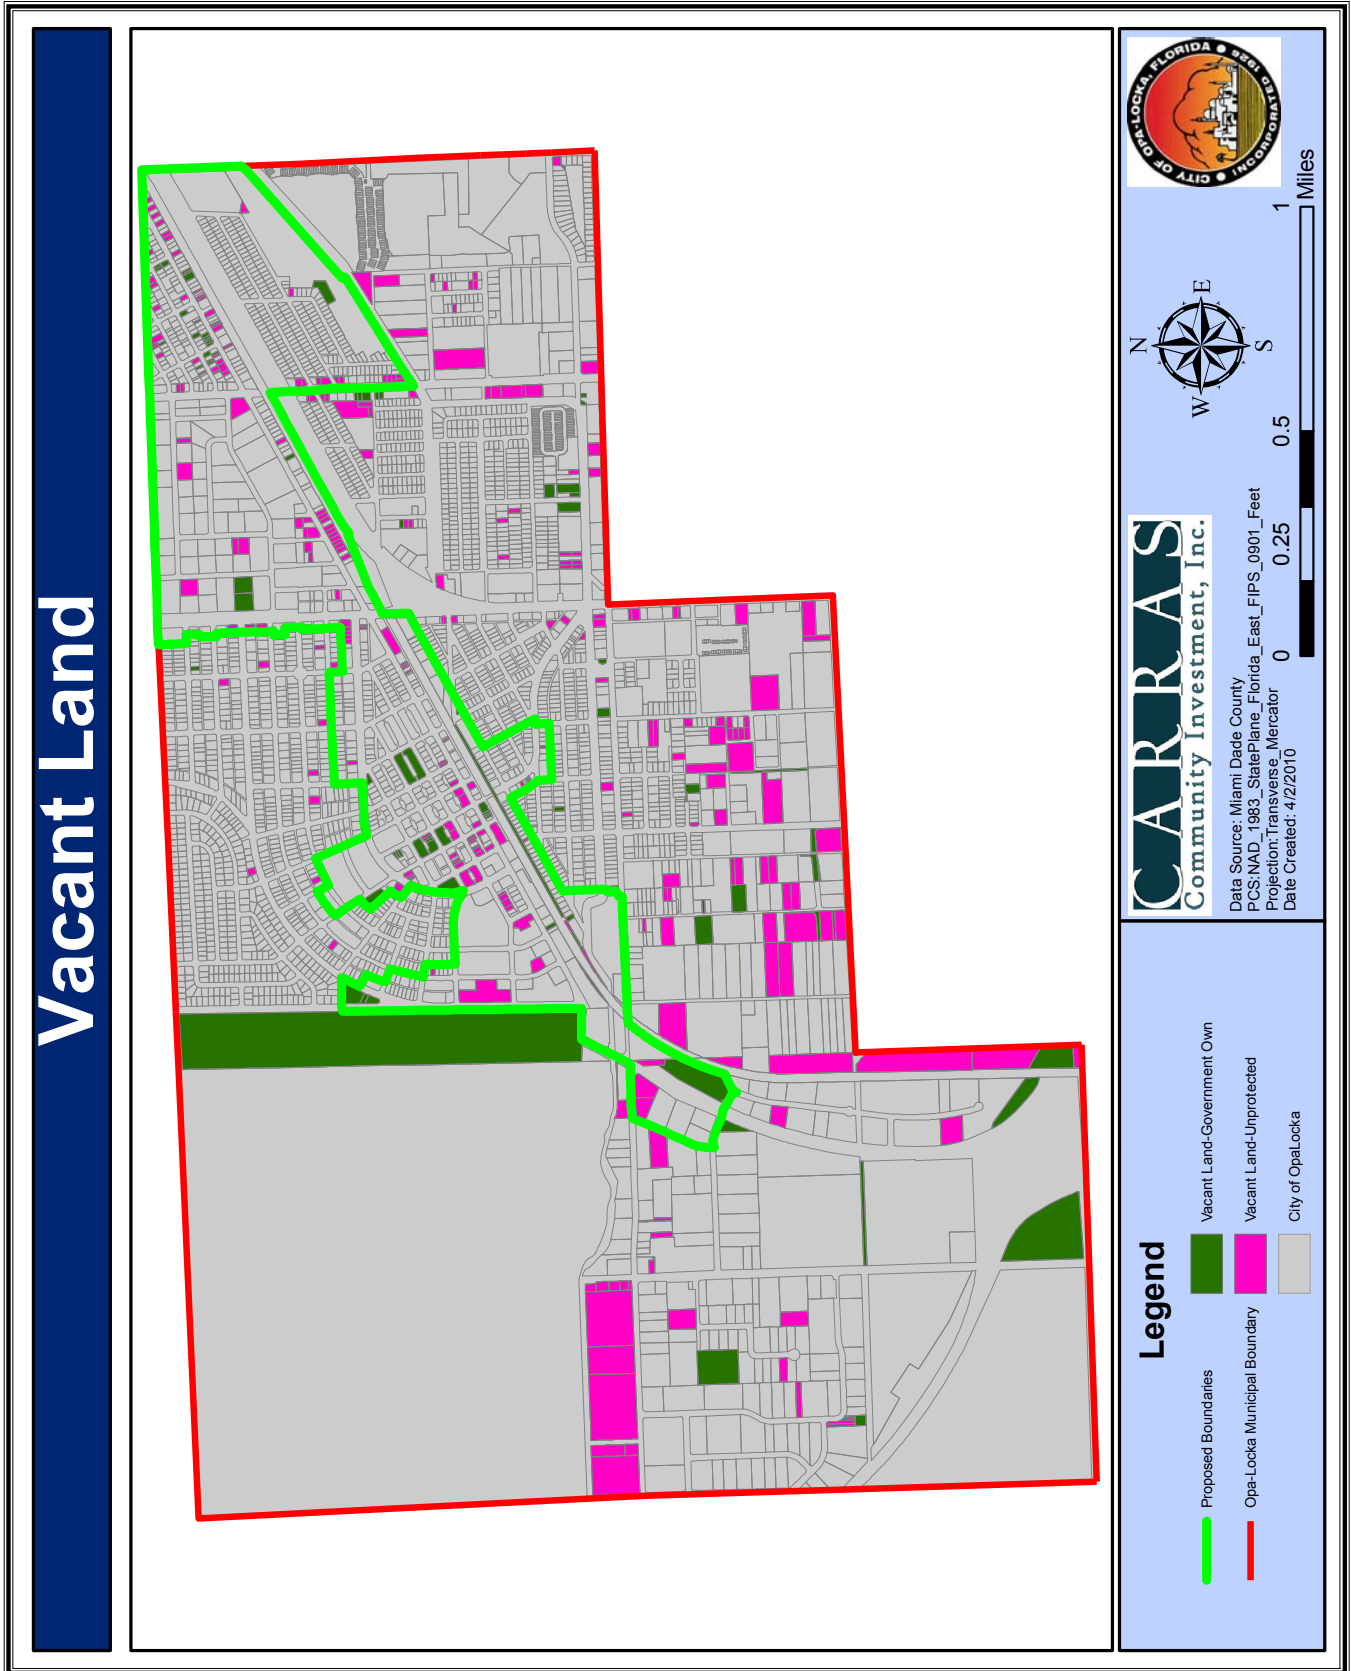 Vacant Land
CITY OF OPA-LOCKA, FLORIDA
INCORPORATED 1926
N
W
E
S
CARRAS
Community Investment, Inc.
Data Source: Miami Dade County
PCS:NAD_1983_StatePlane_Florida_East_FIPS_0901_Feet
Projection:Transverse_Mercator
Date Created: 4/2/2010
0 0.25 0.5 1
Miles
Legend
Proposed Boundaries
Opa-Locka Municipal Boundary
Vacant Land-Government Own
Vacant Land-Unprotected
City of OpaLocka